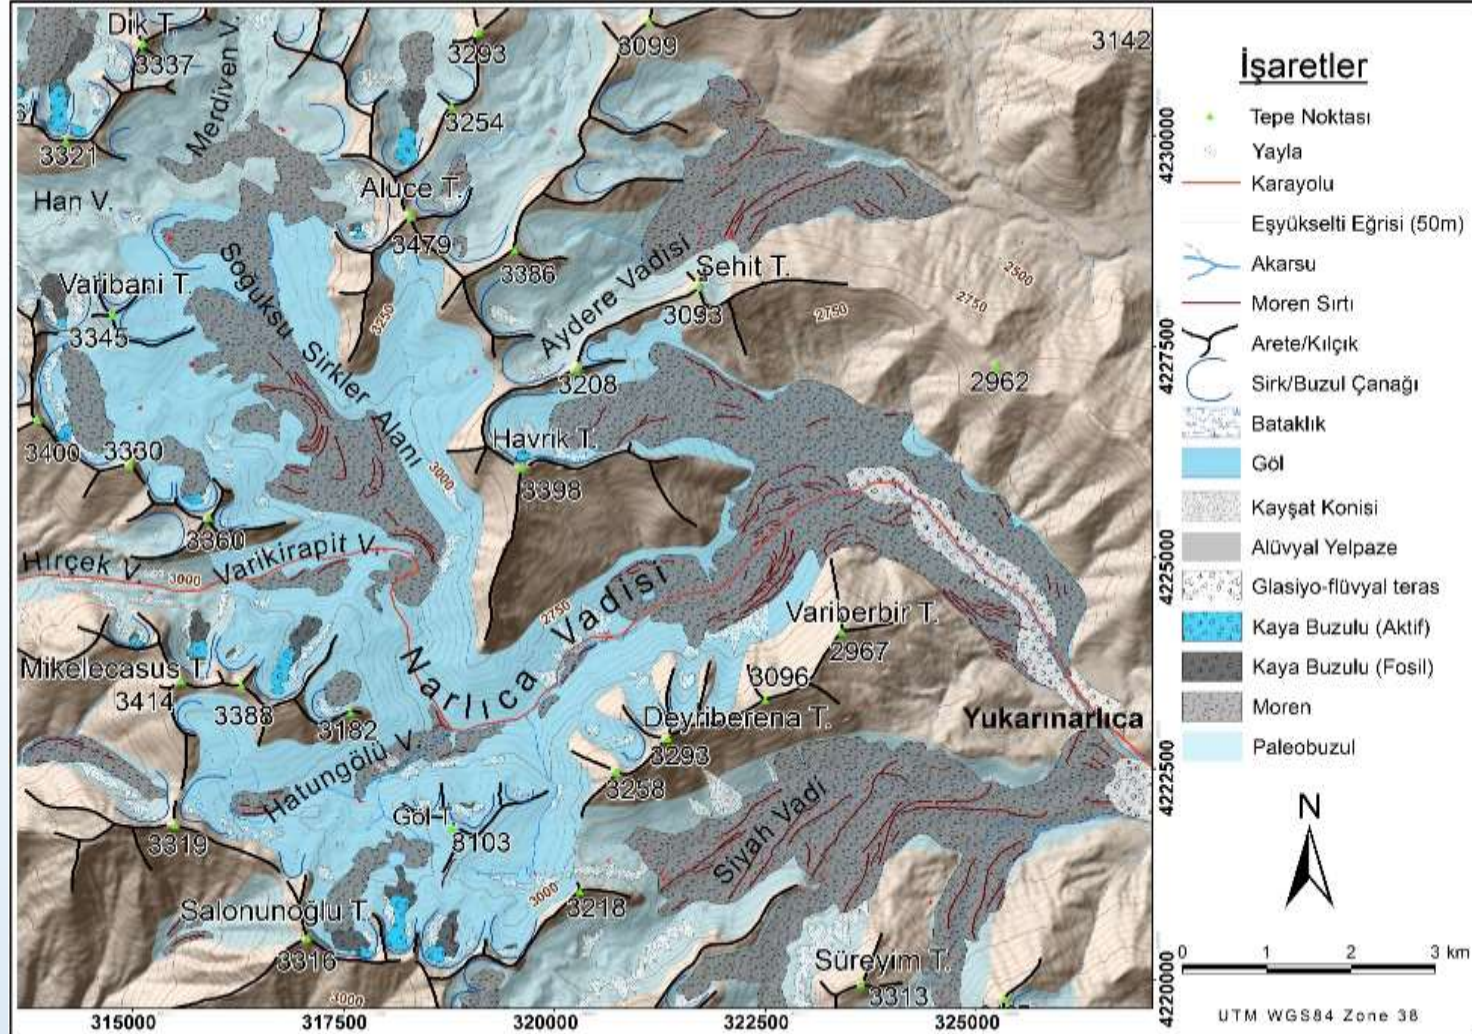 Dik T.
3337
Merdiven V.
3293
3099
3142
3254
3321
Han V.
Aluce T.
3479
3386
Soğuksu Sirkler Alanı
Varibani T.
3345
3250
Aydere Vadisi
Şehit T.
3093
2750
2750
2500
3208
2962
3400
3330
Havrik T.
3398
3000
3360
Hırçek V.
3000
Varikirapit V.
2750
Narlıca Vadisi
Variberbir T.
2967
3096
Mikelecasus T.
3414
3388
3182
Deyriberena T.
3293
3258
Yukarınarlıca
Hatungölü V.
Göl T.
3103
3319
Siyah Vadi
3000
3218
Salonunoğlu T.
3316
3000
Süreyim T.
3313
315000
317500
320000
322500
325000
4230000
4227500
4225000
4222500
4220000
İşaretler
Tepe Noktası
Yayla
Karayolu
Eşyükselti Eğrisi (50m)
Akarsu
Moren Sırtı
Arete/Kılçık
Sirk/Buzul Çanağı
Bataklık
Göl
Kayşat Konisi
Alüvyal Yelpaze
Glasiyo-flüvyal teras
Kaya Buzulu (Aktif)
Kaya Buzulu (Fosil)
Moren
Paleobuzul
N
0 1 2 3 km
UTM WGS84 Zone 38